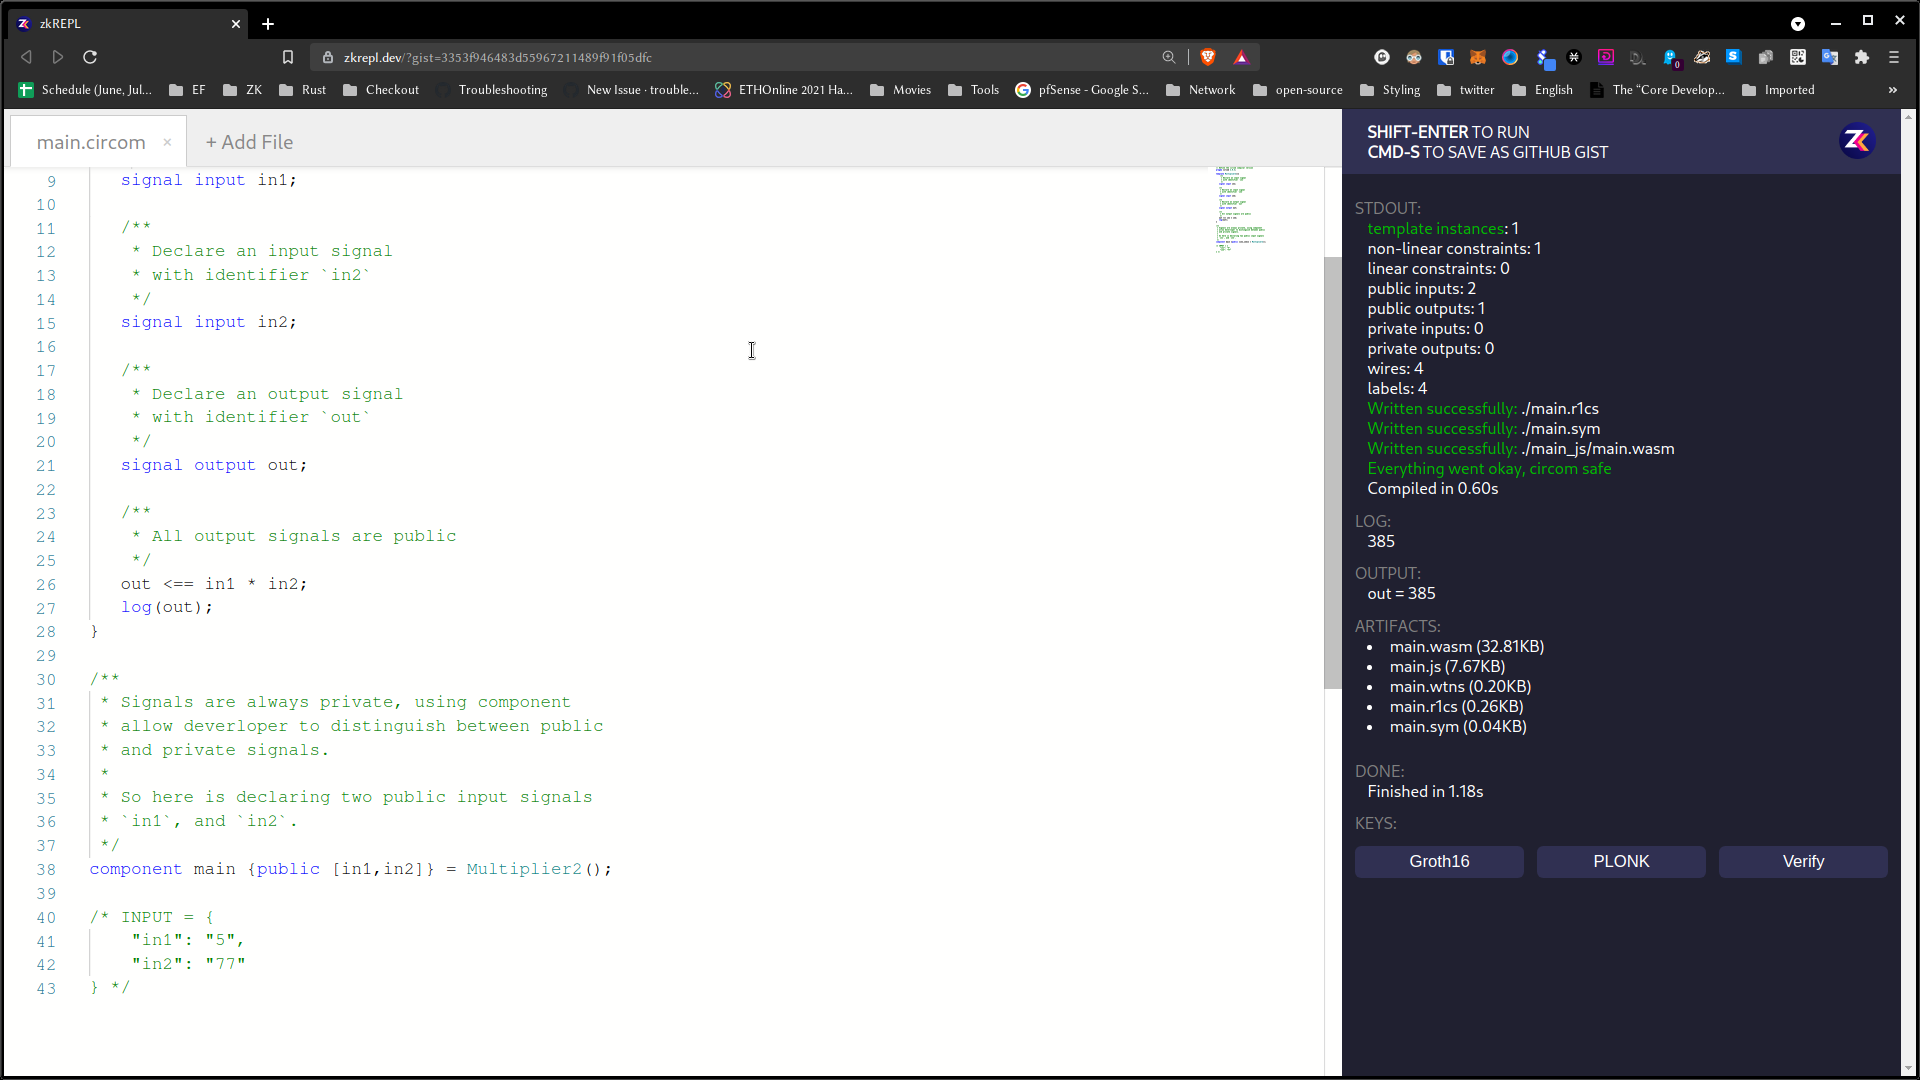 zkREPL
zkrepl.dev/?gist=3353f946483d55967211489f91f05dfc
Schedule (June, Jul... EF ZK Rust Checkout Troubleshooting New Issue · trouble... ETHOnline 2021 Ha... Movies Tools pfSense - Google S... Network open-source Styling twitter English The “Core Develop... Imported »
main.circom × + Add File
9 signal input in1;
10
11 /**
12 * Declare an input signal
13 * with identifier `in2`
14 */
15 signal input in2;
16
17 /**
18 * Declare an output signal
19 * with identifier `out`
20 */
21 signal output out;
22
23 /**
24 * All output signals are public
25 */
26 out <== in1 * in2;
27 log(out);
28 }
29
30 /**
31 * Signals are always private, using component
32 * allow deverloper to distinguish between public
33 * and private signals.
34 *
35 * So here is declaring two public input signals
36 * `in1`, and `in2`.
37 */
38 component main {public [in1,in2]} = Multiplier2();
39
40 /* INPUT = {
41 "in1": "5",
42 "in2": "77"
43 } */
SHIFT-ENTER TO RUN
CMD-S TO SAVE AS GITHUB GIST
STDOUT:
template instances: 1
non-linear constraints: 1
linear constraints: 0
public inputs: 2
public outputs: 1
private inputs: 0
private outputs: 0
wires: 4
labels: 4
Written successfully: ./main.r1cs
Written successfully: ./main.sym
Written successfully: ./main_js/main.wasm
Everything went okay, circom safe
Compiled in 0.60s
LOG:
385
OUTPUT:
out = 385
ARTIFACTS:
• main.wasm (32.81KB)
• main.js (7.67KB)
• main.wtns (0.20KB)
• main.r1cs (0.26KB)
• main.sym (0.04KB)
DONE:
Finished in 1.18s
KEYS:
Groth16 PLONK Verify